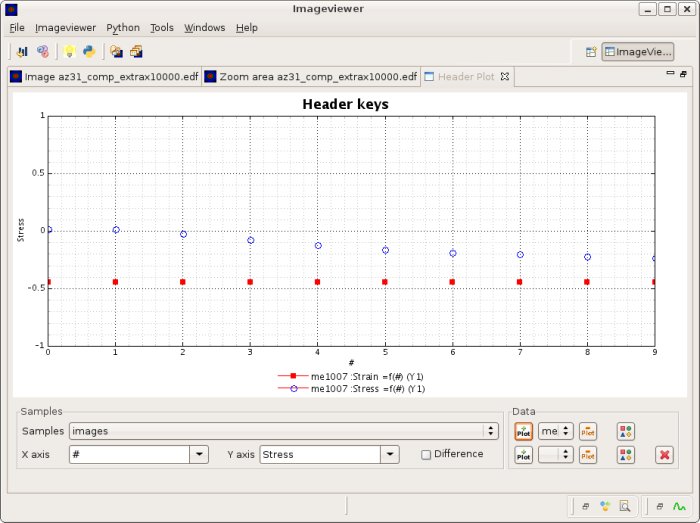 Imageviewer
File Imageviewer Python Tools Windows Help
ImageVie...
Image az31_comp_extrax10000.edf Zoom area az31_comp_extrax10000.edf Header Plot
Header keys
1
0.5
0
-0.5
-1
Stress
0 1 2 3 4 5 6 7 8 9
#
me1007 :Strain =f(#) (Y1)
me1007 :Stress =f(#) (Y1)
Samples Data
Samples images Plot me Plot
X axis # Y axis Stress Difference Plot Plot